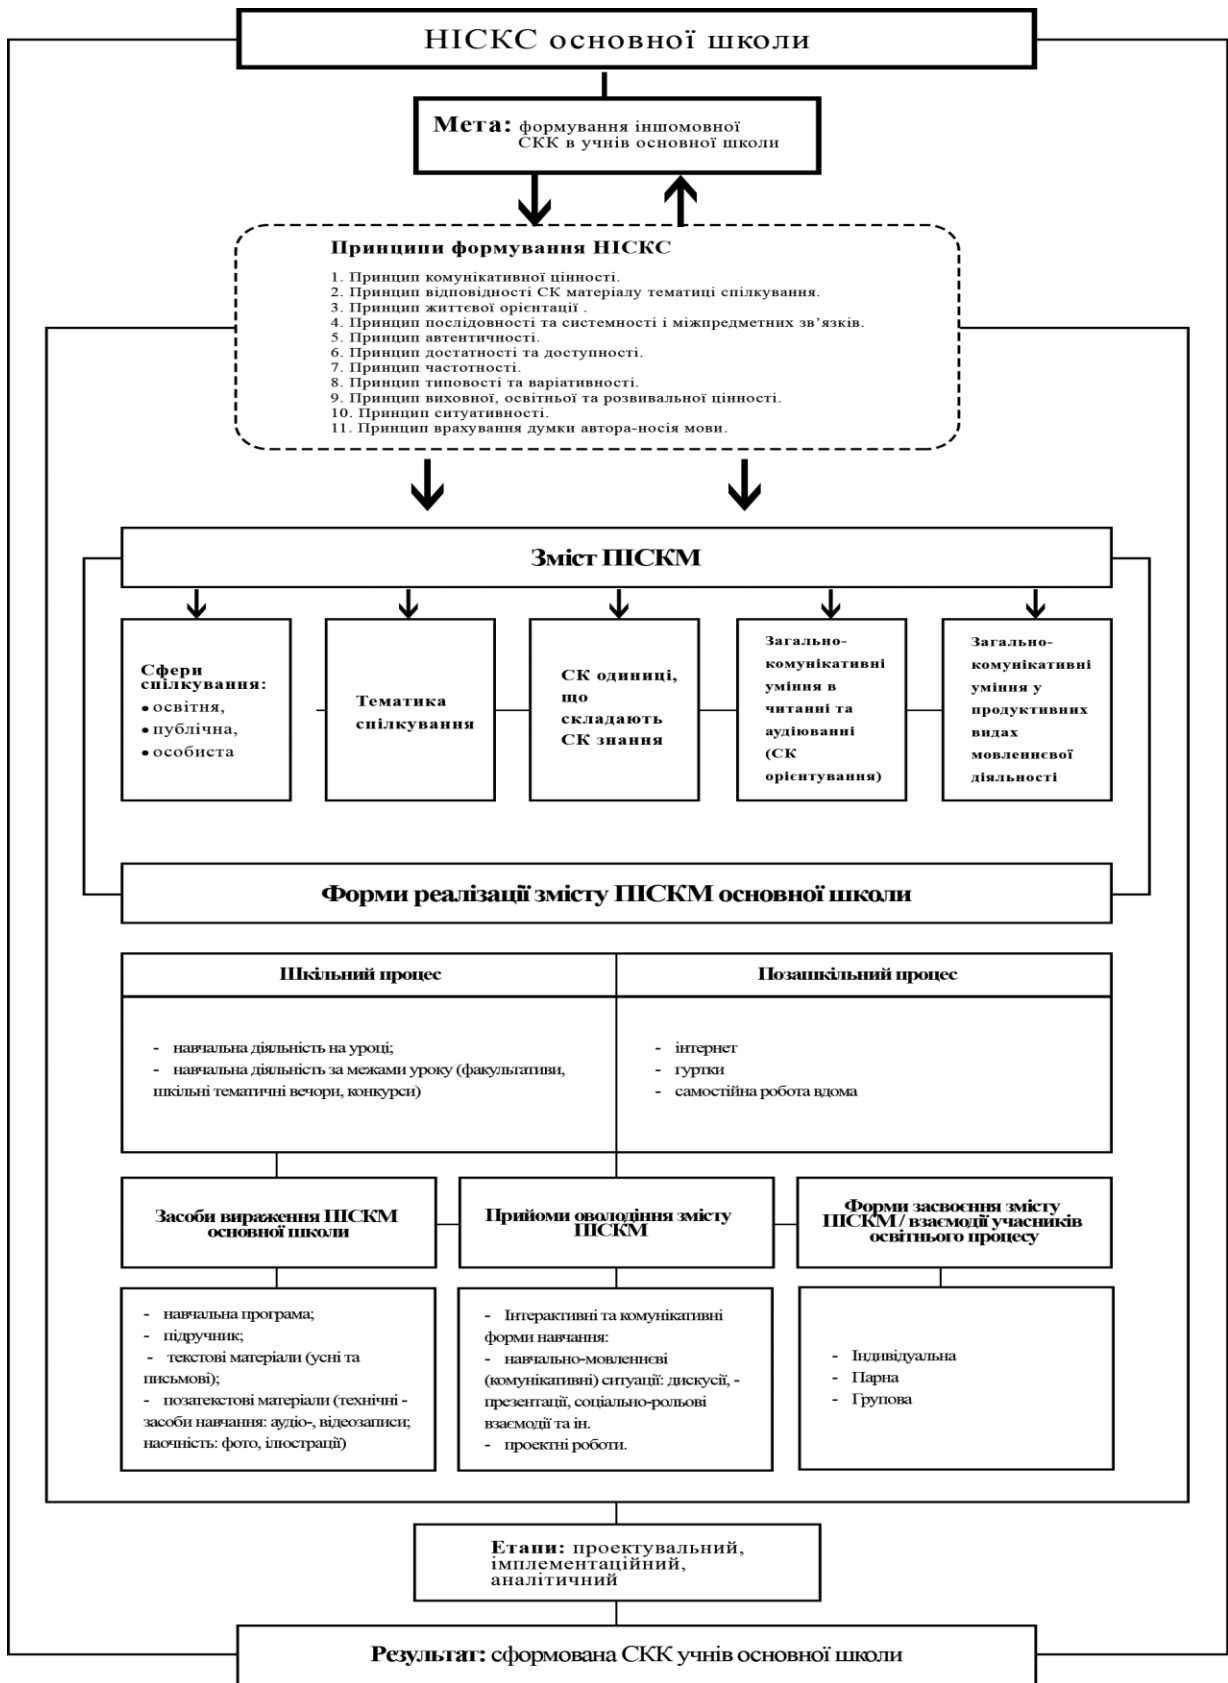 НІСКС основної школи
Мета: формування іншомовної
СКК в учнів основної школи
Принципи формування НІСКС
1. Принцип комунікативної цінності.
2. Принцип відповідності СК матеріалу тематиці спілкування.
3. Принцип життєвої орієнтації .
4. Принцип послідовності та системності і міжпредметних зв’язків.
5. Принцип автентичності.
6. Принцип достатності та доступності.
7. Принцип частотності.
8. Принцип типовості та варіативності.
9. Принцип виховної, освітньої та розвивальної цінності.
10. Принцип ситуативності.
11. Принцип врахування думки автора-носія мови.
Зміст ПІСКМ
Сфери
спілкування:
• освітня,
• публічна,
• особиста
Тематика
спілкування
СК одиниці,
що
складають
СК знання
Загально-
комунікативні
уміння в
читанні та
аудіюванні
(СК
орієнтування)
Загально-
комунікативні
уміння у
продуктивних
видах
мовленнєвої
діяльності
Форми реалізації змісту ПІСКМ основної школи
Шкільний процес
Позашкільний процес
- навчальна діяльність на уроці;
- навчальна діяльність за межами уроку (факультативи,
шкільні тематичні вечори, конкурси)
- інтернет
- гуртки
- самостійна робота вдома
Засоби вираження ПІСКМ
основної школи
Прийоми оволодіння змісту
ПІСКМ
Форми засвоєння змісту
ПІСКМ / взаємодії учасників
освітнього процесу
- навчальна програма;
- підручник;
- текстові матеріали (усні та
письмові);
- позатекстові матеріали (технічні -
засоби навчання: аудіо-, відеозаписи;
наочність: фото, ілюстрації)
- Інтерактивні та комунікативні
форми навчання:
- навчально-мовленнєві
(комунікативні) ситуації: дискусії, -
презентації, соціально-рольові
взаємодії та ін.
- проектні роботи.
- Індивідуальна
- Парна
- Групова
Етапи: проектувальний,
імплементаційний,
аналітичний
Результат: сформована СКК учнів основної школи